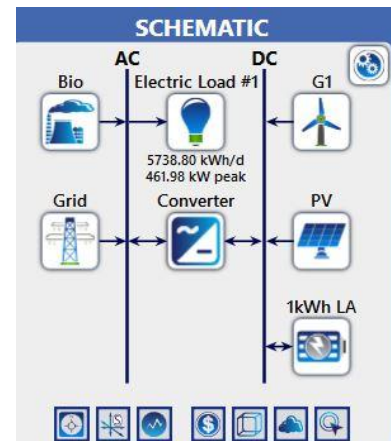 SCHEMATIC
AC DC
Bio Electric Load #1 G1
5738.80 kWh/d
461.98 kW peak
Grid Converter PV
1kWh LA